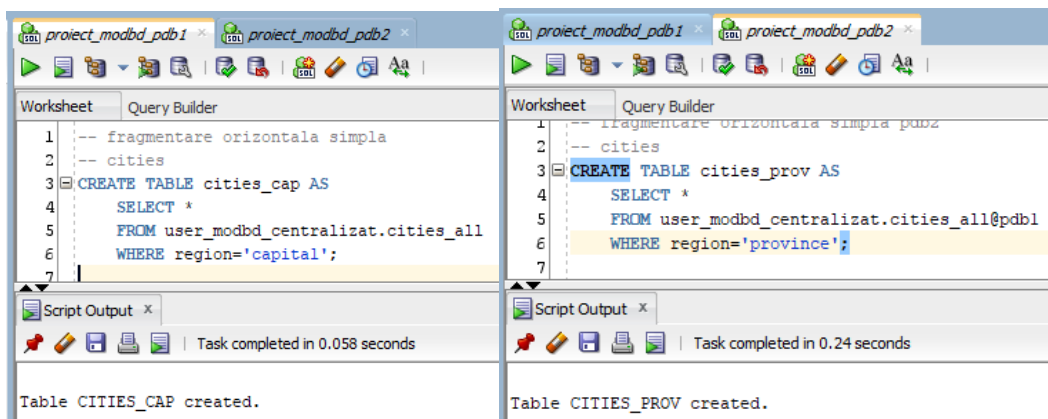 proiect_modbd_pdb1 × proiect_modbd_pdb2 ×
Worksheet Query Builder
1 -- fragmentare orizontala simpla
2 -- cities
3 CREATE TABLE cities_cap AS
4 SELECT *
5 FROM user_modbd_centralizat.cities_all
6 WHERE region='capital';
7
Script Output x
Task completed in 0.058 seconds
Table CITIES_CAP created.
proiect_modbd_pdb1 × proiect_modbd_pdb2 ×
Worksheet Query Builder
1 -- fragmentare orizontala simpla pdb2
2 -- cities
3 CREATE TABLE cities_prov AS
4 SELECT *
5 FROM user_modbd_centralizat.cities_all@pdb1
6 WHERE region='province';
7
Script Output x
Task completed in 0.24 seconds
Table CITIES_PROV created.